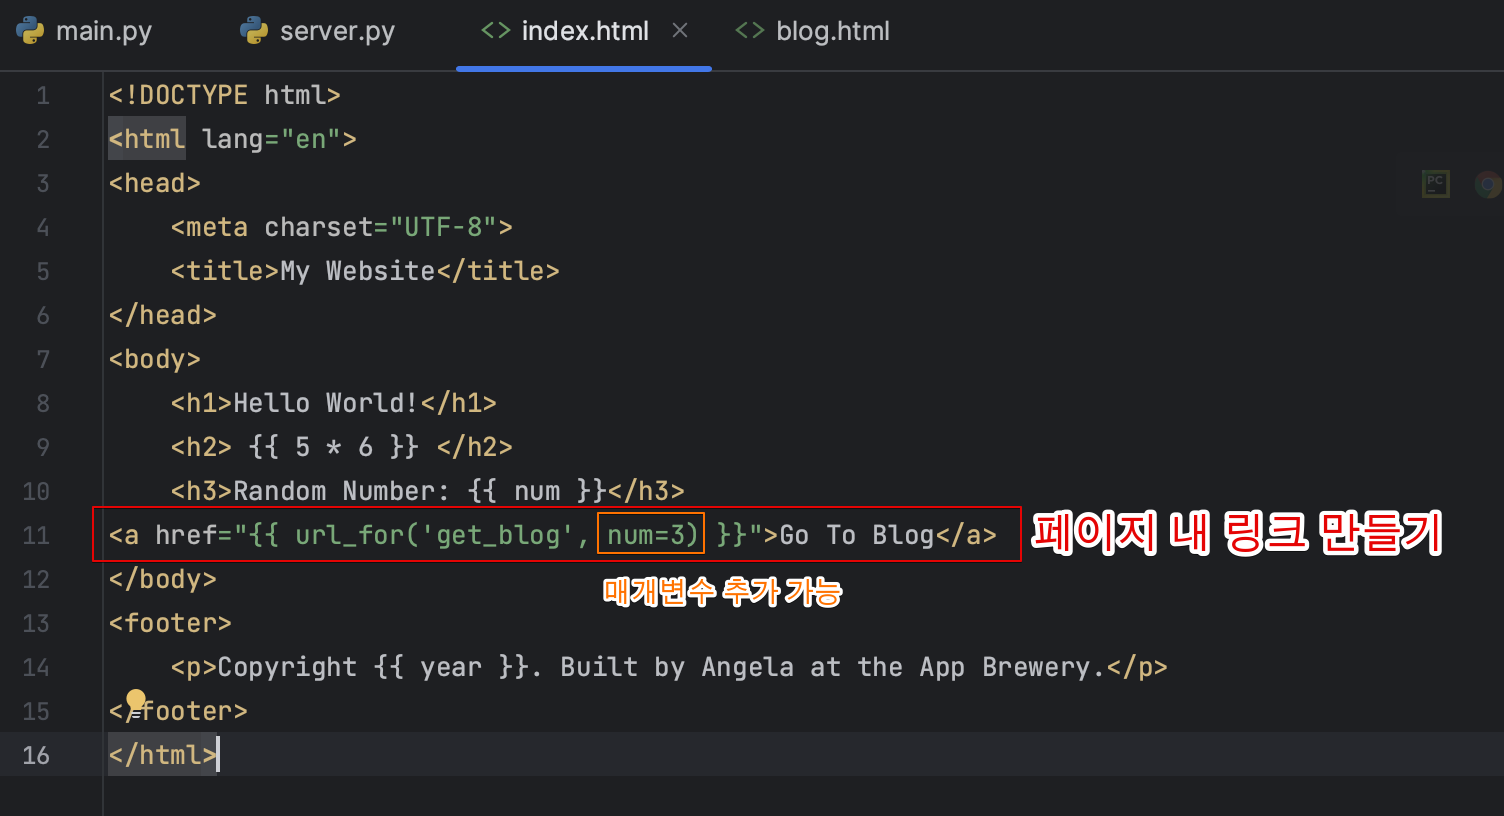 main.py server.py index.html blog.html
1 <!DOCTYPE html>
2 <html lang="en">
3 <head>
PC
4 <meta charset="UTF-8">
5 <title>My Website</title>
6 </head>
7 <body>
8 <h1>Hello World!</h1>
9 <h2> {{ 5 * 6 }} </h2>
10 <h3>Random Number: {{ num }}</h3>
11 <a href="{{ url_for('get_blog', num=3) }}">Go To Blog</a> 페이지 내 링크 만들기
12 </body>
매개변수 추가 가능
13 <footer>
14 <p>Copyright {{ year }}. Built by Angela at the App Brewery.</p>
15 </footer>
16 </html>